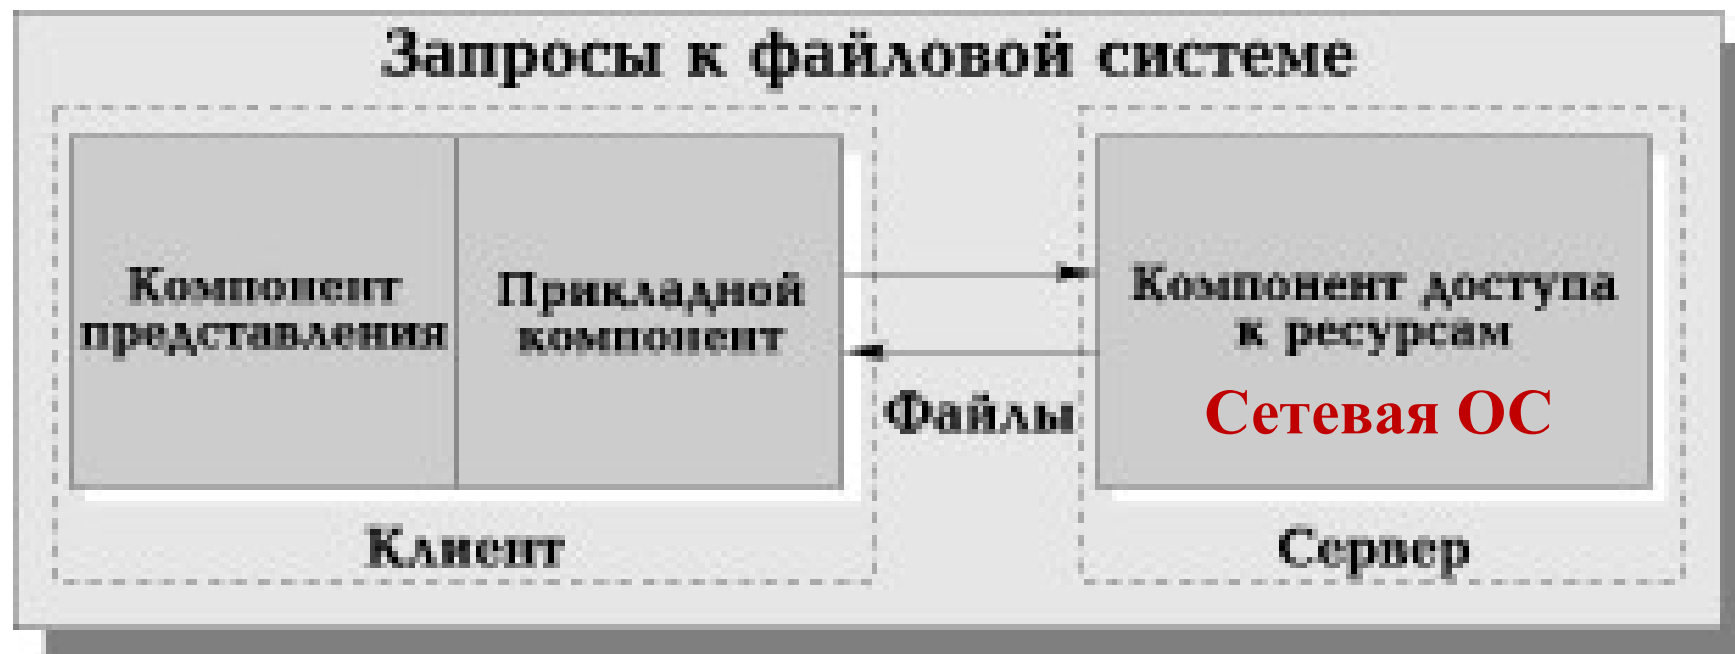 Запросы к файловой системе
Компонент
представления
Прикладной
компонент
Файлы
Компонент доступа
к ресурсам
Сетевая ОС
Клиент
Сервер